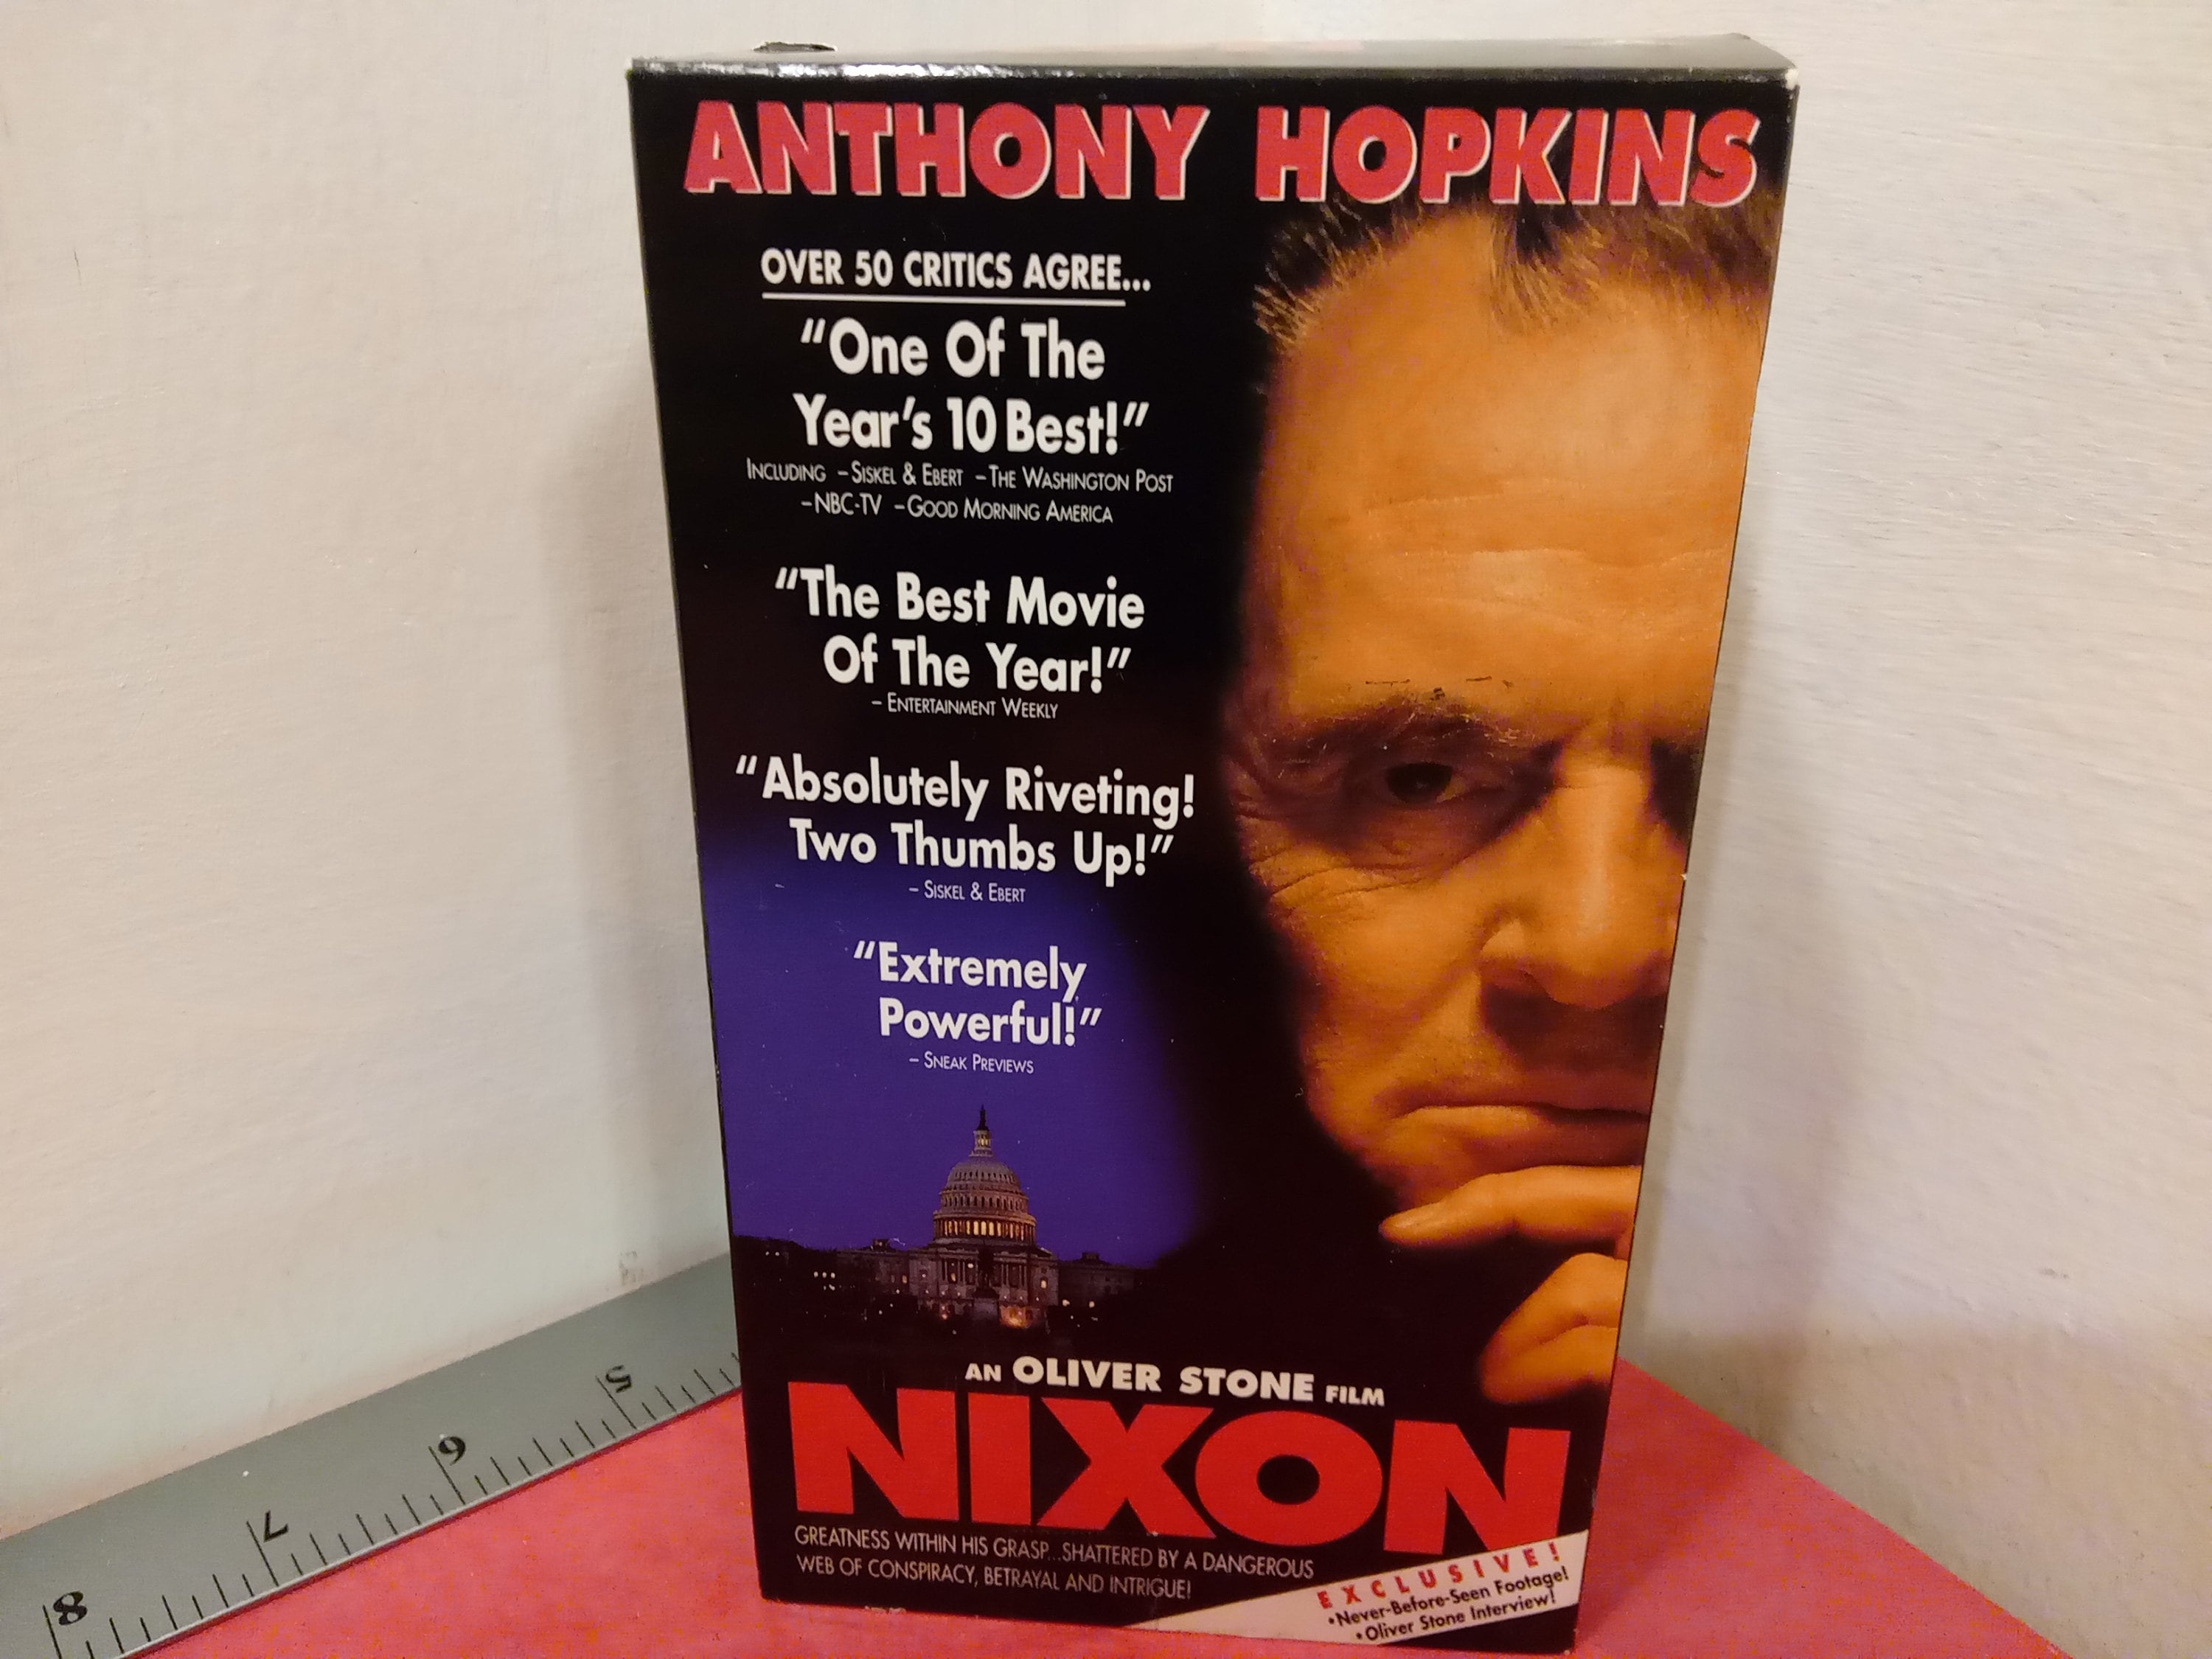 ANTHONY HOPKINS
OVER 50 CRITICS AGREE...
"One Of The
Year's 10 Best!"
INCLUDING –SISKEL & EBERT –THE WASHINGTON POST
–NBC-TV –GOOD MORNING AMERICA
"The Best Movie
Of The Year!"
– ENTERTAINMENT WEEKLY
"Absolutely Riveting!
Two Thumbs Up!"
– SISKEL & EBERT
"Extremely
Powerful!"
– SNEAK PREVIEWS
AN OLIVER STONE FILM
NIXON
GREATNESS WITHIN HIS GRASP...SHATTERED BY A DANGEROUS
WEB OF CONSPIRACY, BETRAYAL AND INTRIGUE!
EXCLUSIVE!
•Never-Before-Seen Footage!
•Oliver Stone Interview!
8 7 6 5